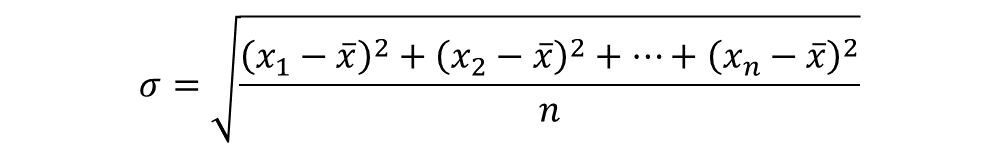 σ = √((x₁ − x̄)² + (x₂ − x̄)² + ⋯ + (xₙ − x̄)² / n)